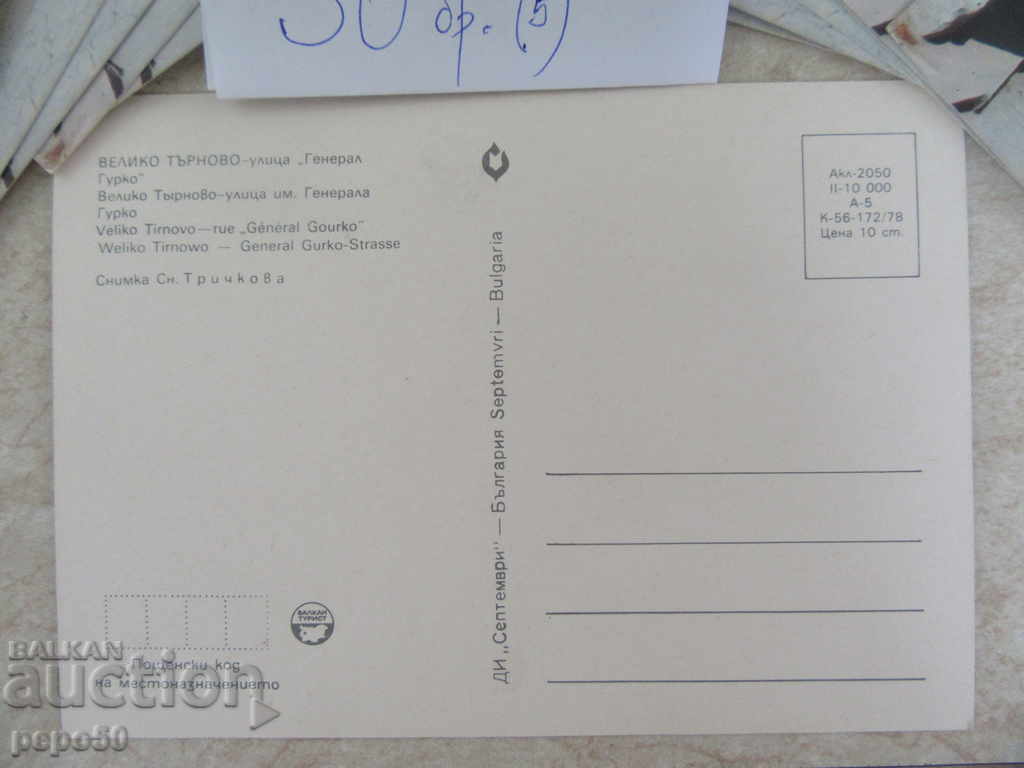 50 бр. (5)
ВЕЛИКО ТЪРНОВО—улица „Генерал
Гурко"
Велико Тырново—улица им. Генерала
Гурко
Veliko Tirnovo—rue „Général Gourko"
Weliko Tirnowo — General Gurko-Strasse
Снимка Сн. Тричкова
ДИ „Септември" — България Septemvri — Bulgaria
Акл-2050
II-10 000
А-5
К-56-172/78
Цена 10 ст.
БАЛКАН
ТУРИСТ
Пощенски код
на местоназначението
BALKAN
auction
pepo50